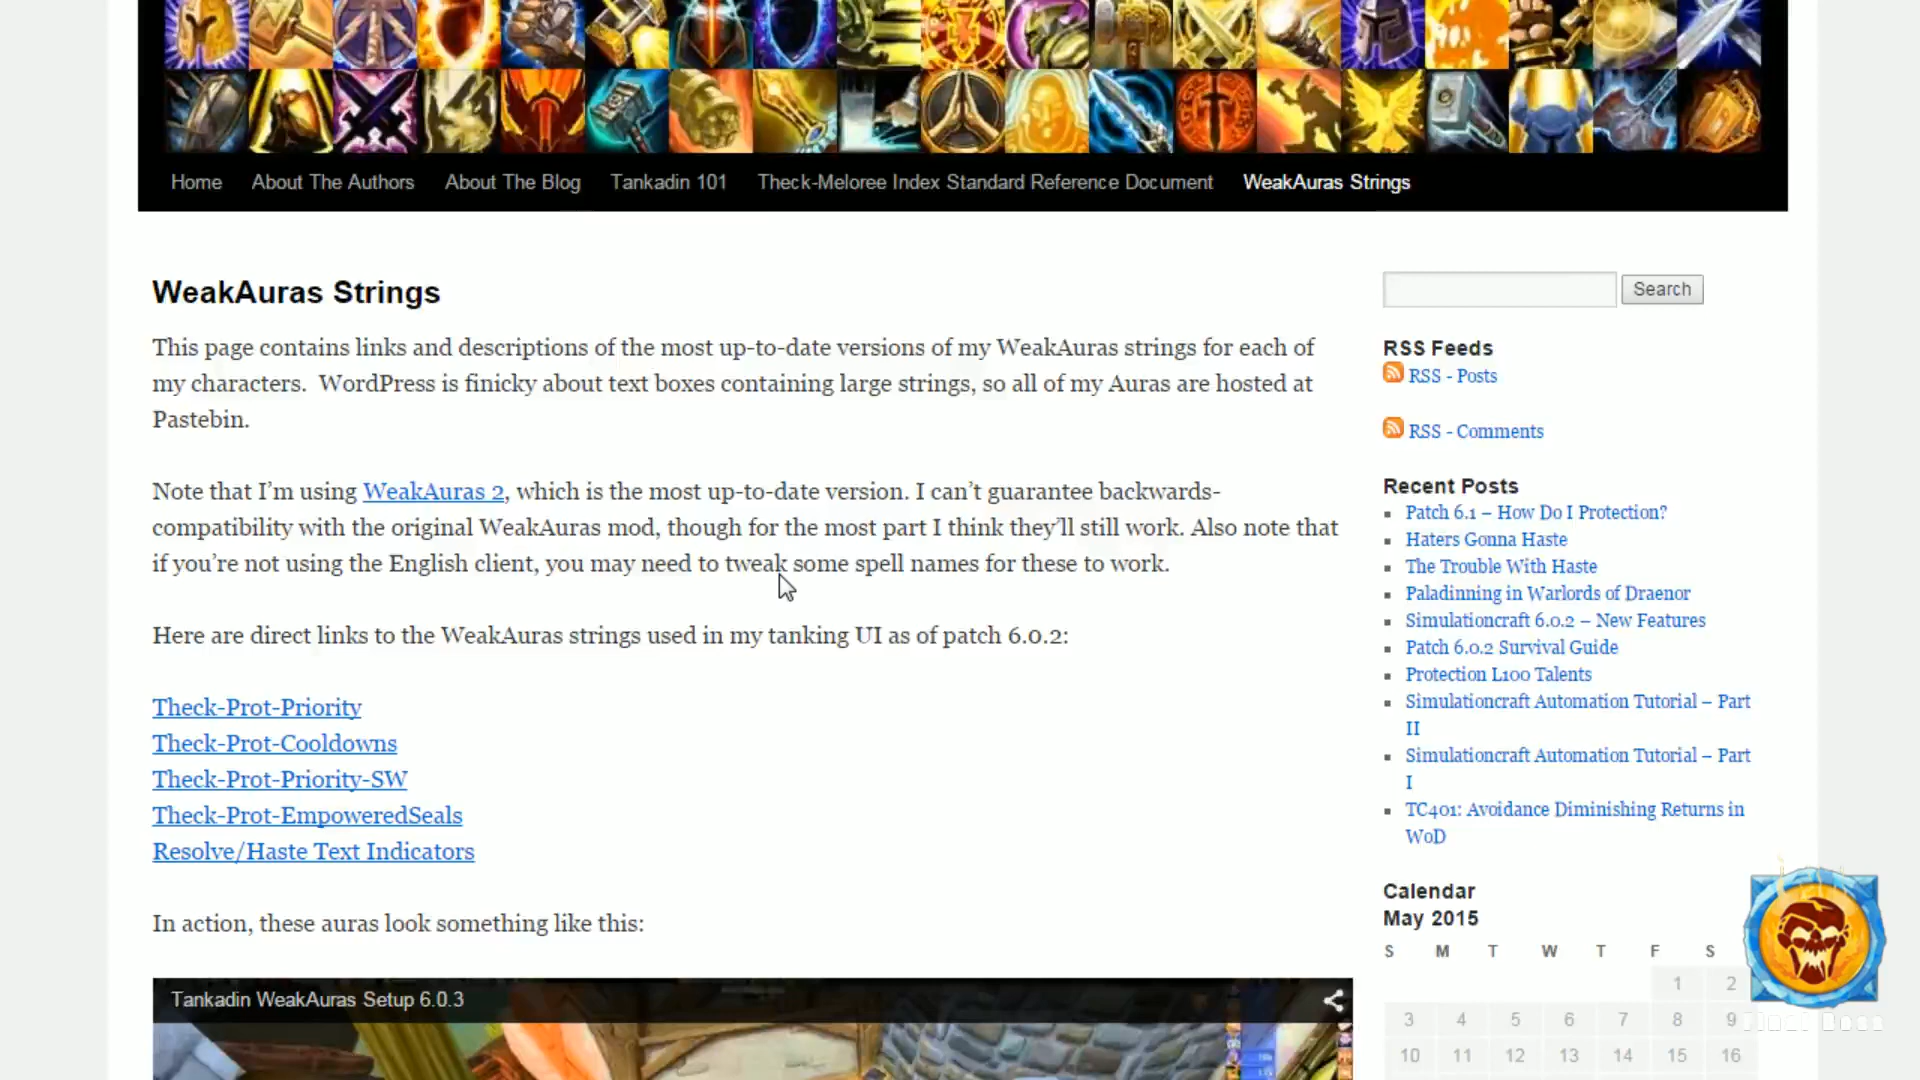 Home About The Authors About The Blog Tankadin 101 Theck-Meloree Index Standard Reference Document WeakAuras Strings
WeakAuras Strings
This page contains links and descriptions of the most up-to-date versions of my WeakAuras strings for each of
my characters. WordPress is finicky about text boxes containing large strings, so all of my Auras are hosted at
Pastebin.
Note that I’m using WeakAuras 2, which is the most up-to-date version. I can’t guarantee backwards-
compatibility with the original WeakAuras mod, though for the most part I think they’ll still work. Also note that
if you’re not using the English client, you may need to tweak some spell names for these to work.
Here are direct links to the WeakAuras strings used in my tanking UI as of patch 6.0.2:
Theck-Prot-Priority
Theck-Prot-Cooldowns
Theck-Prot-Priority-SW
Theck-Prot-EmpoweredSeals
Resolve/Haste Text Indicators
In action, these auras look something like this:
Tankadin WeakAuras Setup 6.0.3
Search
RSS Feeds
RSS - Posts
RSS - Comments
Recent Posts
Patch 6.1 – How Do I Protection?
Haters Gonna Haste
The Trouble With Haste
Paladinning in Warlords of Draenor
Simulationcraft 6.0.2 – New Features
Patch 6.0.2 Survival Guide
Protection L100 Talents
Simulationcraft Automation Tutorial – Part
II
Simulationcraft Automation Tutorial – Part
I
TC401: Avoidance Diminishing Returns in
WoD
Calendar
May 2015
S M T W T F S
1 2
3 4 5 6 7 8 9
10 11 12 13 14 15 16